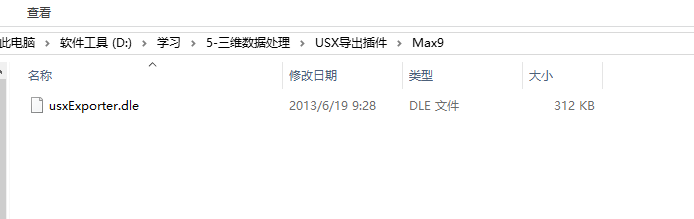 查看
此电脑 > 软件工具 (D:) > 学习 > 5-三维数据处理 > USX导出插件 > Max9
名称 修改日期 类型 大小
usxExporter.dle 2013/6/19 9:28 DLE 文件 312 KB